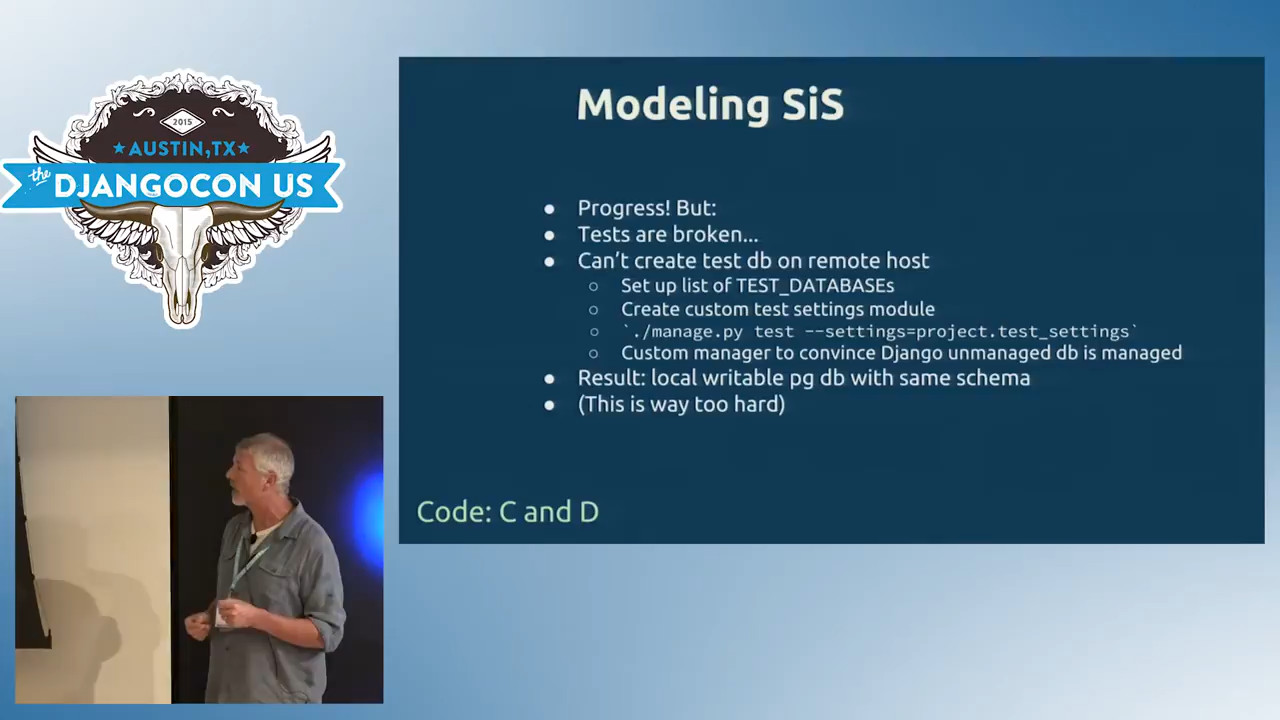 2015
★AUSTIN,TX★
the
DJANGOCON US
Modeling SiS
● Progress! But:
● Tests are broken...
● Can't create test db on remote host
○ Set up list of TEST_DATABASEs
○ Create custom test settings module
○ `./manage.py test --settings=project.test_settings`
○ Custom manager to convince Django unmanaged db is managed
● Result: local writable pg db with same schema
● (This is way too hard)
Code: C and D